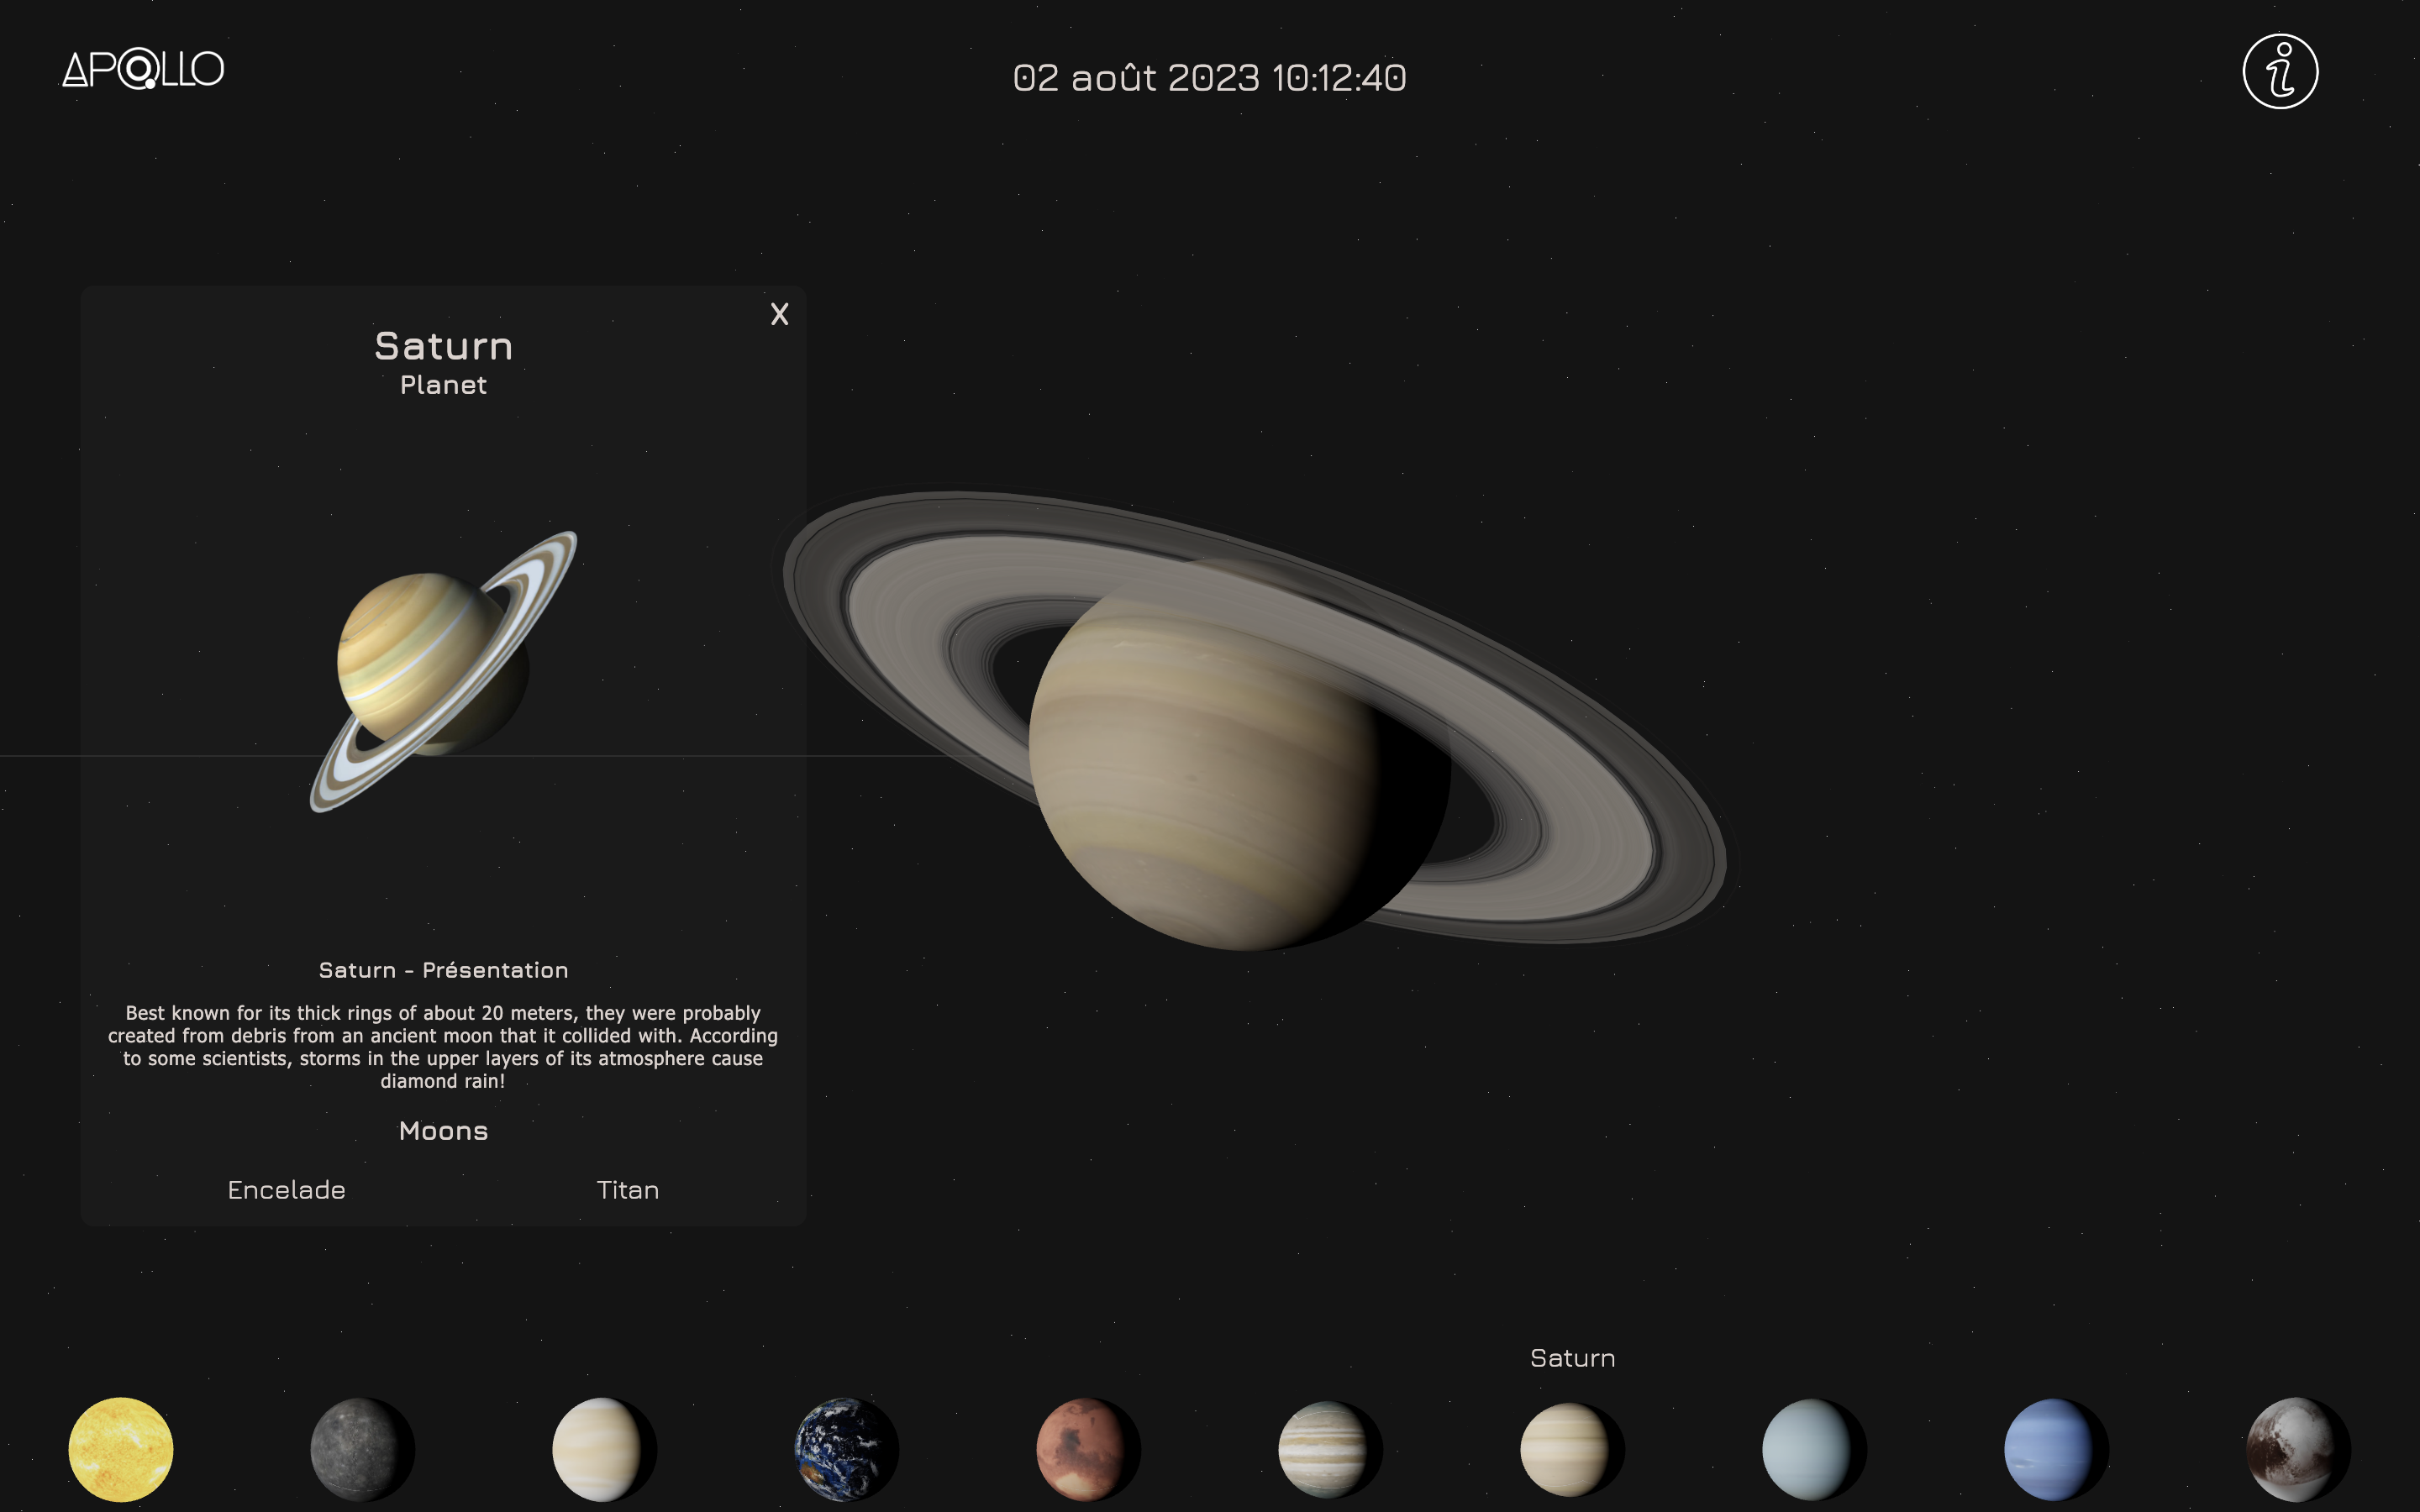 APOLLO
02 août 2023 10:12:40
i
X
Saturn
Planet
Saturn - Présentation
Best known for its thick rings of about 20 meters, they were probably
created from debris from an ancient moon that it collided with. According
to some scientists, storms in the upper layers of its atmosphere cause
diamond rain!
Moons
Encelade Titan
Saturn